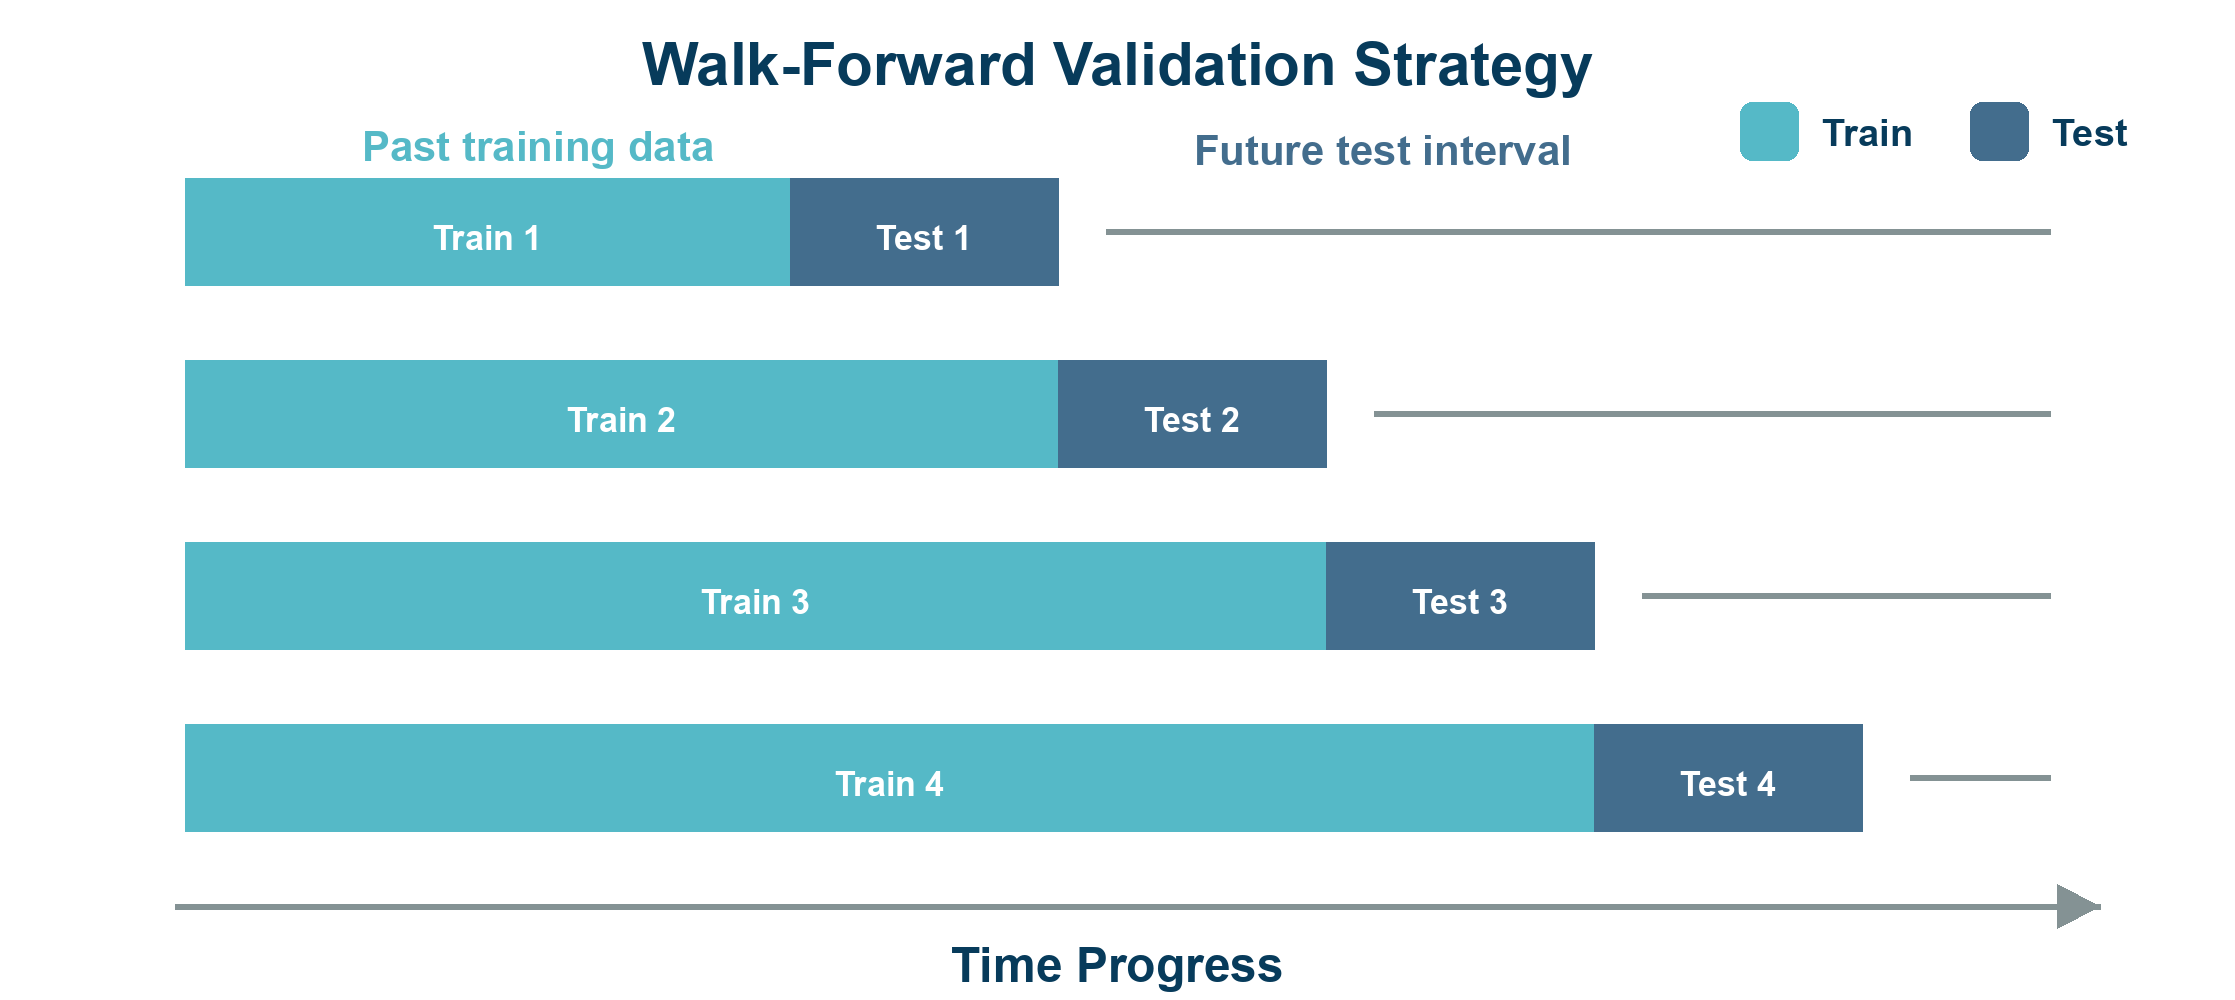 Walk-Forward Validation Strategy
Past training data
Future test interval
Train
Test
Train 1
Test 1
Train 2
Test 2
Train 3
Test 3
Train 4
Test 4
Time Progress